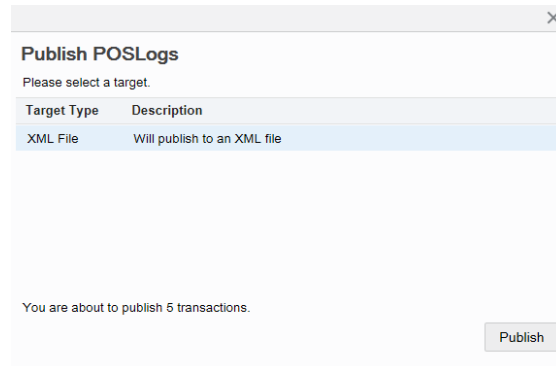 Publish POSLogs
Please select a target.
Target Type Description
XML File Will publish to an XML file
You are about to publish 5 transactions.
Publish